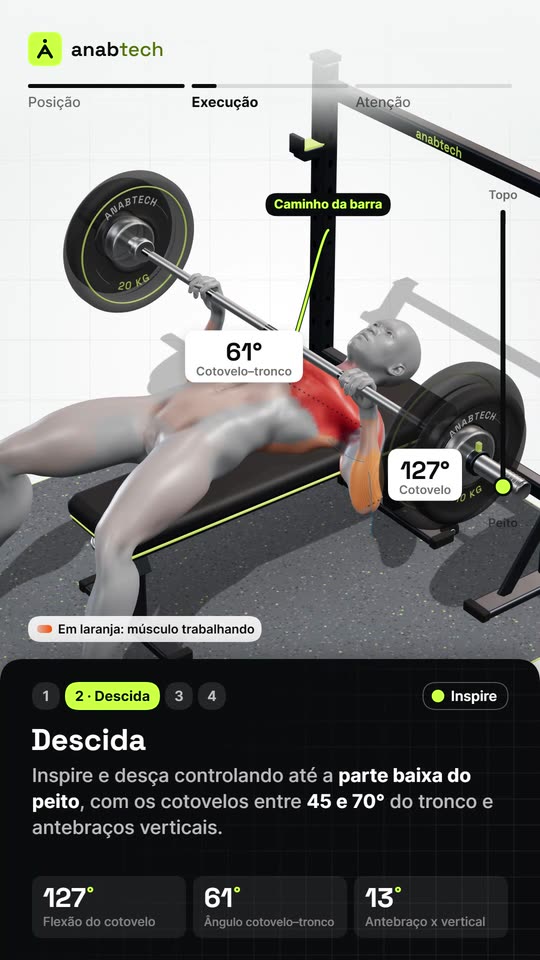 anabtech
Posição
Execução
Atenção
anabtech
Topo
Caminho da barra
ANABTECH
20 KG
61°
Cotovelo–tronco
ANABTECH
127°
Cotovelo
KG
Peito
Em laranja: músculo trabalhando
1
2 · Descida
3
4
Inspire
Descida
Inspire e desça controlando até a parte baixa do
peito, com os cotovelos entre 45 e 70° do tronco e
antebraços verticais.
127°
61°
13°
Flexão do cotovelo
Ângulo cotovelo–tronco
Antebraço x vertical